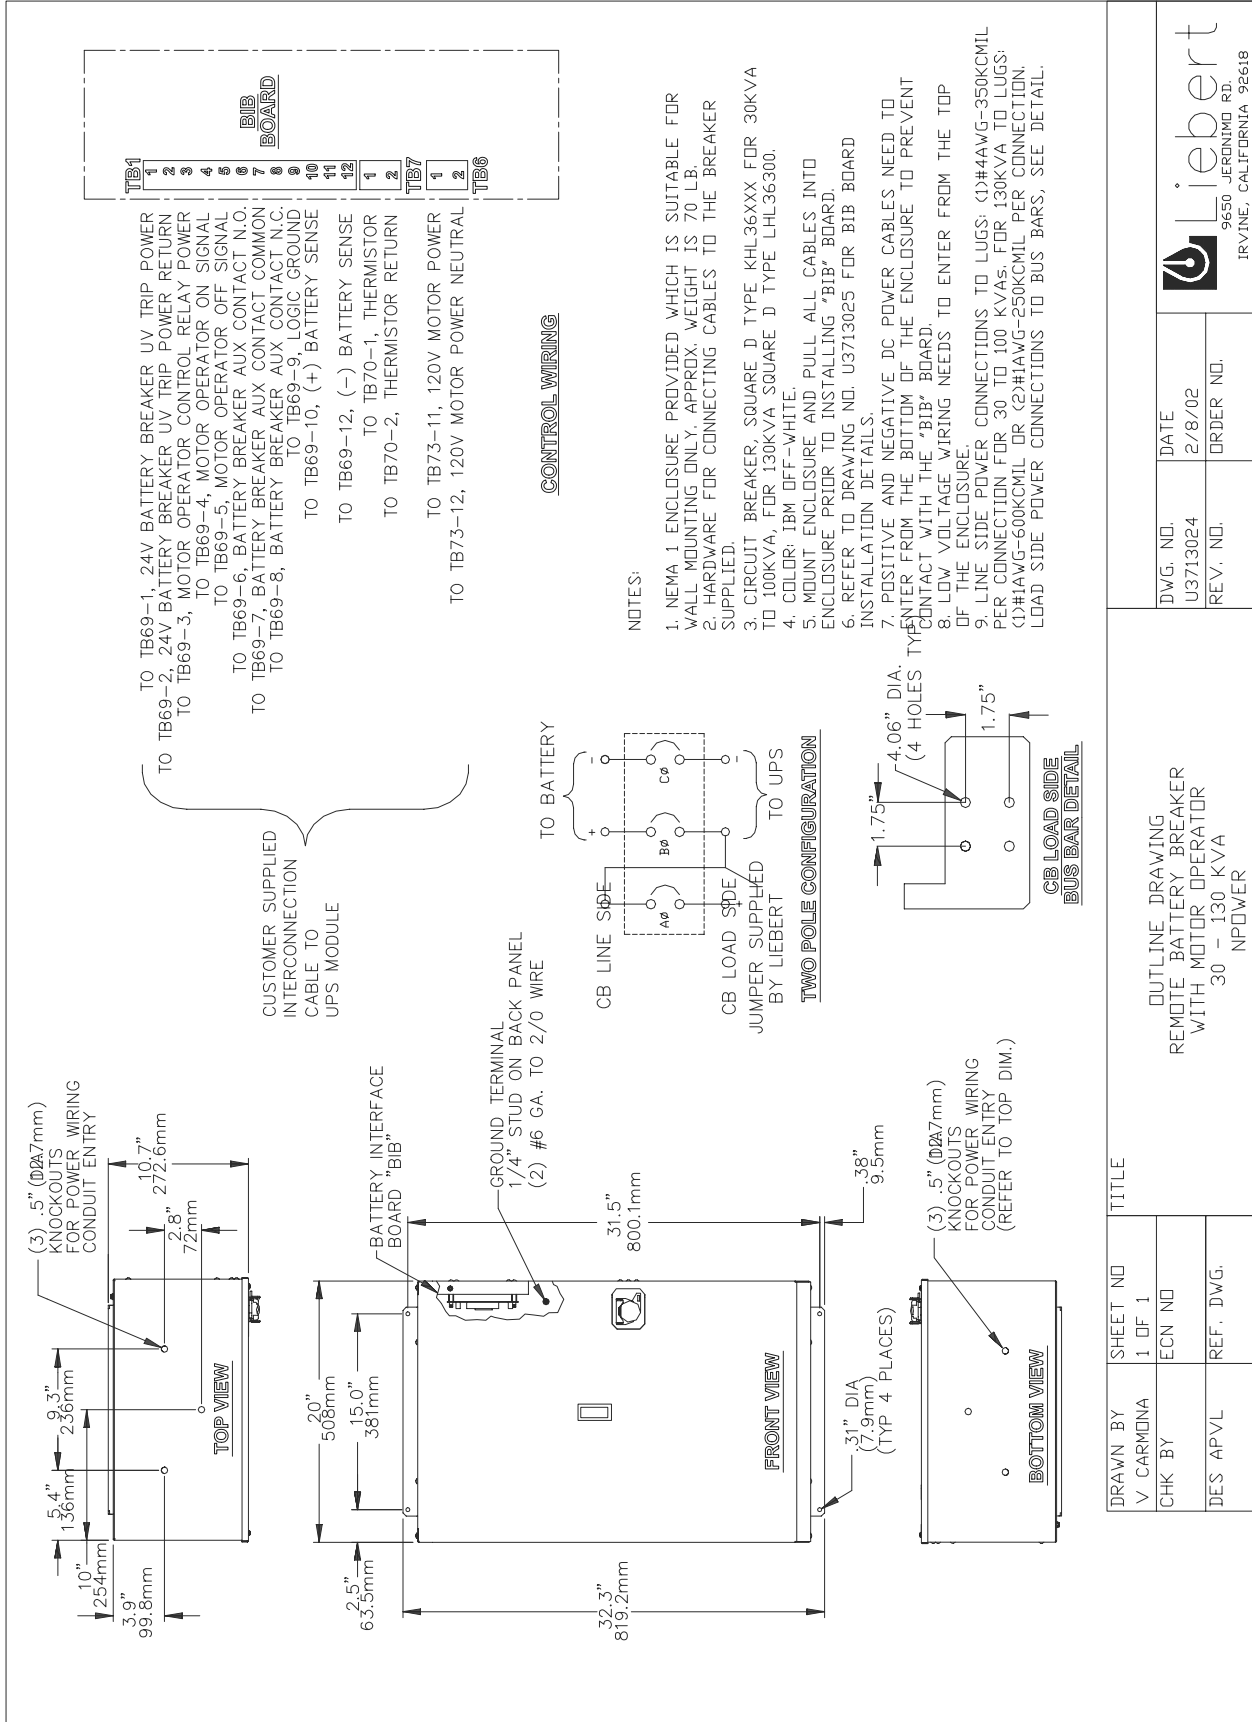 TO TB69-1, 24V BATTERY BREAKER UV TRIP POWER
TO TB69-2, 24V BATTERY BREAKER UV TRIP POWER RETURN
TO TB69-3, MOTOR OPERATOR CONTROL RELAY POWER
TO TB69-4, MOTOR OPERATOR ON SIGNAL
TO TB69-5, MOTOR OPERATOR OFF SIGNAL
TO TB69-6, BATTERY BREAKER AUX CONTACT N.O.
TO TB69-7, BATTERY BREAKER AUX CONTACT COMMON
TO TB69-8, BATTERY BREAKER AUX CONTACT N.C.
TO TB69-9, LOGIC GROUND
TO TB69-10, (+) BATTERY SENSE
TO TB69-12, (-) BATTERY SENSE
TO TB70-1, THERMISTOR
TO TB70-2, THERMISTOR RETURN
TO TB73-11, 120V MOTOR POWER
TO TB73-12, 120V MOTOR POWER NEUTRAL
TB1
1
2
3
4
5
6
7
8
9
10
11
12
1
2
TB7
1
2
TB6
BIB
BOARD
CONTROL WIRING
CUSTOMER SUPPLIED
INTERCONNECTION
CABLE TO
UPS MODULE
(3) .5" DIA (12.7mm)
KNOCKOUTS
FOR POWER WIRING
CONDUIT ENTRY
10.7"
272.6mm
2.8"
72mm
9.3"
236mm
5.4"
136mm
10"
254mm
3.9"
99.8mm
TOP VIEW
BATTERY INTERFACE
BOARD "BIB"
GROUND TERMINAL
1/4" STUD ON BACK PANEL
(2) #6 GA. TO 2/0 WIRE
20"
508mm
15.0"
381mm
2.5"
63.5mm
31.5"
800.1mm
32.3"
819.2mm
.38"
9.5mm
FRONT VIEW
.31" DIA
(7.9mm)
(TYP 4 PLACES)
(3) .5" DIA (12.7mm)
KNOCKOUTS
FOR POWER WIRING
CONDUIT ENTRY
(REFER TO TOP DIM.)
BOTTOM VIEW
TO BATTERY
-
+
CB LINE SIDE
AØ
BØ
CØ
CB LOAD SIDE
+
-
JUMPER SUPPLIED
BY LIEBERT
TO UPS
TWO POLE CONFIGURATION
4.06" DIA.
(4 HOLES TYP)
1.75"
1.75"
CB LOAD SIDE
BUS BAR DETAIL
NOTES:
1. NEMA 1 ENCLOSURE PROVIDED WHICH IS SUITABLE FOR
WALL MOUNTING ONLY. APPROX. WEIGHT IS 70 LB.
2. HARDWARE FOR CONNECTING CABLES TO THE BREAKER
SUPPLIED.
3. CIRCUIT BREAKER, SQUARE D TYPE KHL36XXX FOR 30KVA
TO 100KVA, FOR 130KVA SQUARE D TYPE LHL36300.
4. COLOR: IBM OFF-WHITE.
5. MOUNT ENCLOSURE AND PULL ALL CABLES INTO
ENCLOSURE PRIOR TO INSTALLING "BIB" BOARD.
6. REFER TO DRAWING NO. U3713025 FOR BIB BOARD
INSTALLATION DETAILS.
7. POSITIVE AND NEGATIVE DC POWER CABLES NEED TO
ENTER FROM THE BOTTOM OF THE ENCLOSURE TO PREVENT
CONTACT WITH THE "BIB" BOARD.
8. LOW VOLTAGE WIRING NEEDS TO ENTER FROM THE TOP
OF THE ENCLOSURE.
9. LINE SIDE POWER CONNECTIONS TO LUGS: (1)#4AWG-350KCMIL
PER CONNECTION FOR 30 TO 100 KVAs. FOR 130KVA TO LUGS:
(1)#1AWG-600KCMIL OR (2)#1AWG-250KCMIL PER CONNECTION.
LOAD SIDE POWER CONNECTIONS TO BUS BARS, SEE DETAIL.
DRAWN BY
V CARMONA
CHK BY
DES APVL
SHEET NO
1 OF 1
ECN NO
REF. DWG.
TITLE
OUTLINE DRAWING
REMOTE BATTERY BREAKER
WITH MOTOR OPERATOR
30 - 130 KVA
NPOWER
DWG. NO.
U3713024
REV. NO.
DATE
2/8/02
ORDER NO.
Liebert
9650 JERONIMO RD.
IRVINE, CALIFORNIA 92618